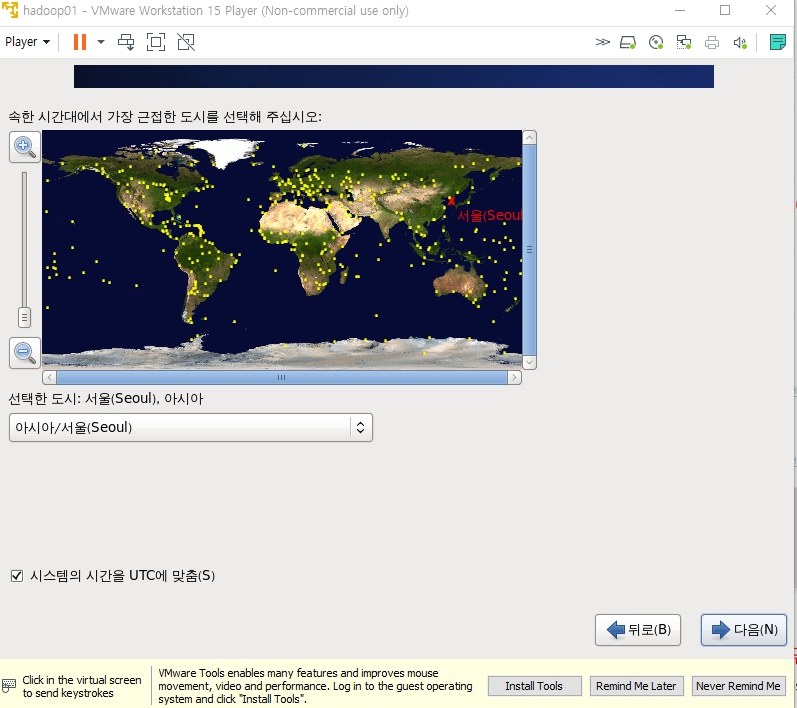 hadoop01 - VMware Workstation 15 Player (Non-commercial use only)
Player
속한 시간대에서 가장 근접한 도시를 선택해 주십시오:
서울(Seoul
선택한 도시: 서울(Seoul), 아시아
아시아/서울(Seoul)
시스템의 시간을 UTC에 맞춤(S)
뒤로(B)
다음(N)
Click in the virtual screen
to send keystrokes
VMware Tools enables many features and improves mouse
movement, video and performance. Log in to the guest operating
system and click "Install Tools".
Install Tools
Remind Me Later
Never Remind Me